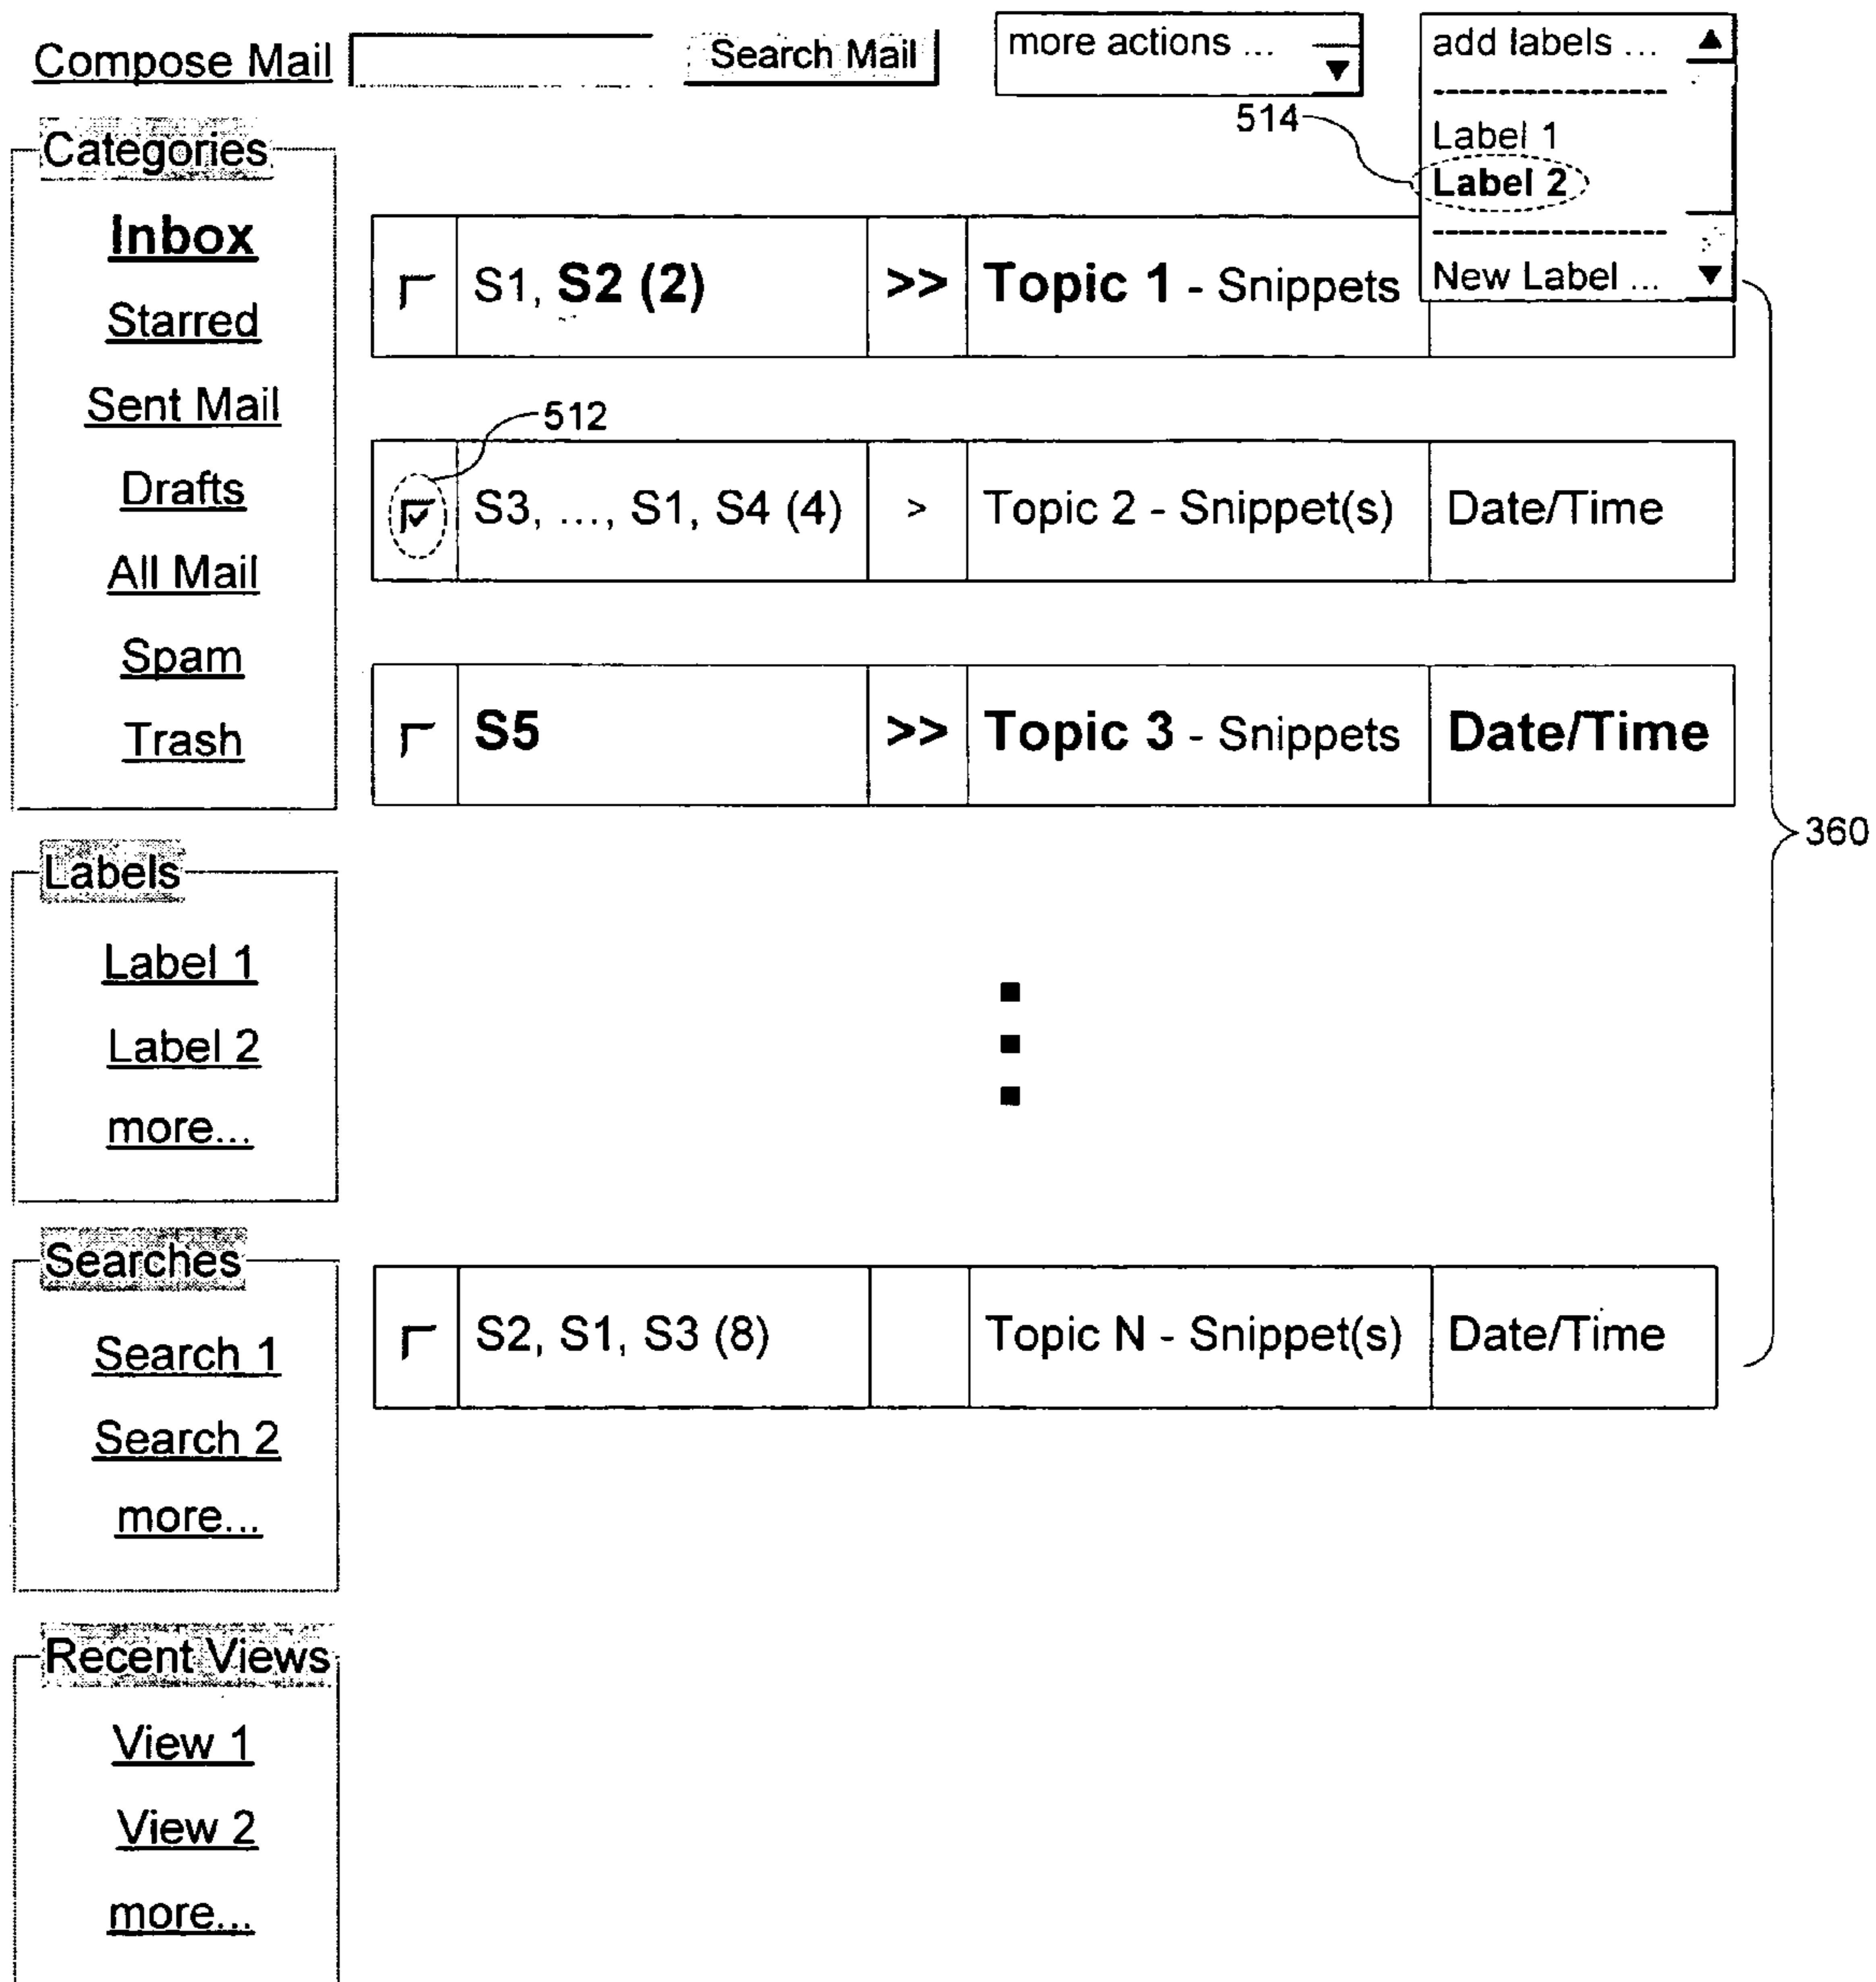 Compose Mail Search Mail more actions ... add labels ...
514
Label 1
Label 2
New Label ...
Categories
Inbox
Starred
Sent Mail
Drafts
All Mail
Spam
Trash
S1, S2 (2) >> Topic 1 - Snippets
512
S3, ..., S1, S4 (4) > Topic 2 - Snippet(s) Date/Time
S5 >> Topic 3 - Snippets Date/Time
360
Labels
Label 1
Label 2
more...
Searches
Search 1
Search 2
more...
S2, S1, S3 (8) Topic N - Snippet(s) Date/Time
Recent Views
View 1
View 2
more...